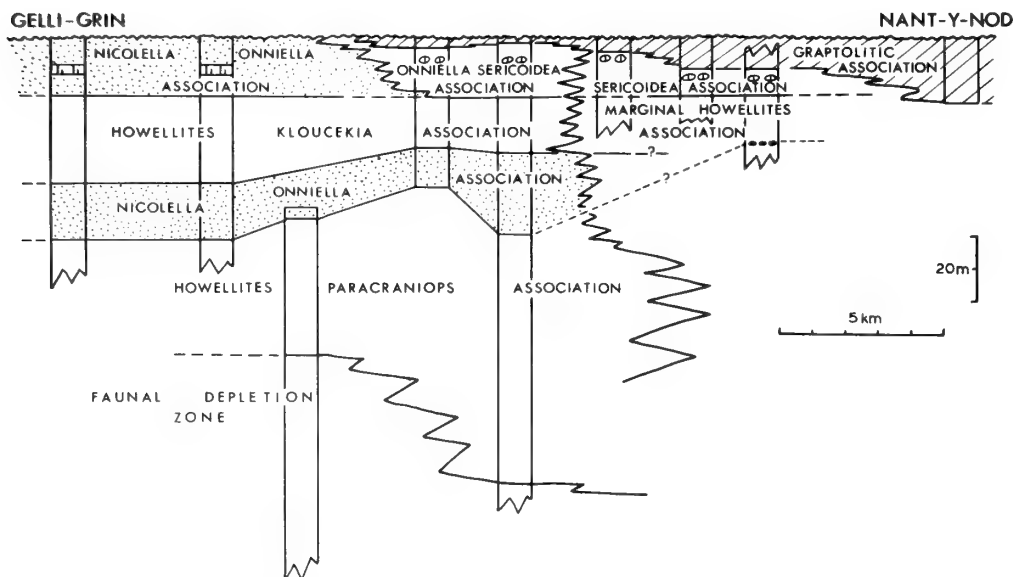 GELLI-GRIN
NANT-Y-NOD
NICOLELLA ONNIELLA
ASSOCIATION
ONNIELLA SERICOIDEA
ASSOCIATION
GRAPTOLITIC
ASSOCIATION
SERICOIDEA ASSOCIATION
MARGINAL HOWELLITES
ASSOCIATION
HOWELLITES KLOUCEKIA ASSOCIATION
?
NICOLELLA ONNIELLA ASSOCIATION
?
HOWELLITES PARACRANIOPS ASSOCIATION
20m
5 km
FAUNAL DEPLETION
ZONE